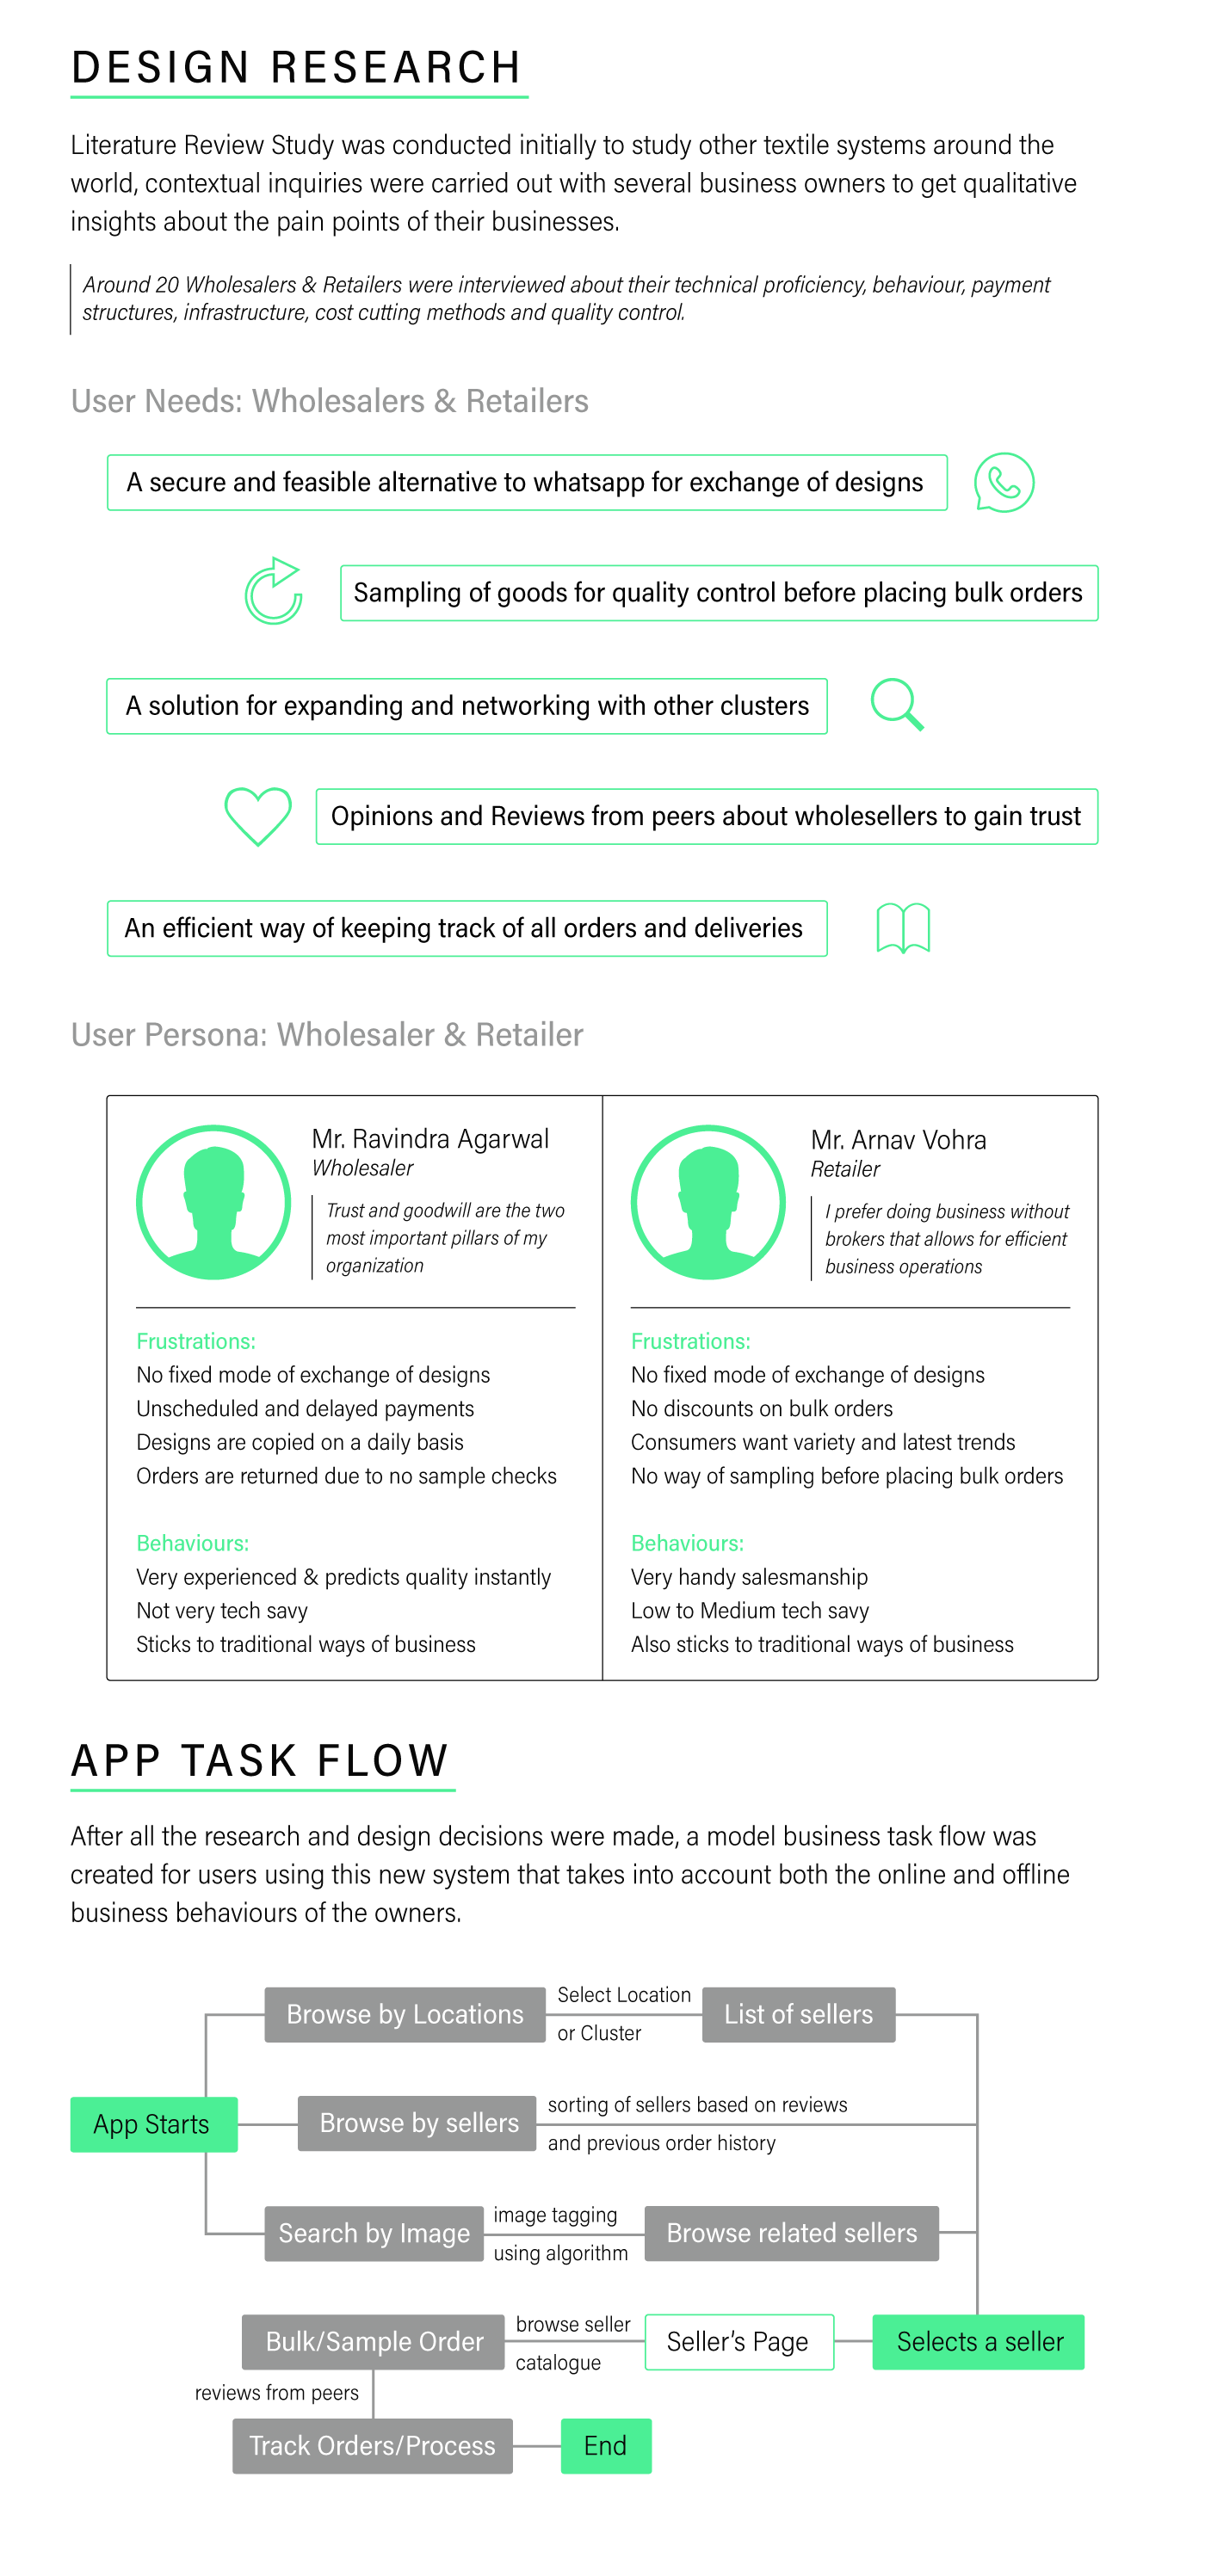 DESIGN RESEARCH
Literature Review Study was conducted initially to study other textile systems around the
world, contextual inquiries were carried out with several business owners to get qualitative
insights about the pain points of their businesses.
Around 20 Wholesalers & Retailers were interviewed about their technical proficiency, behaviour, payment
structures, infrastructure, cost cutting methods and quality control.
User Needs: Wholesalers & Retailers
A secure and feasible alternative to whatsapp for exchange of designs
Sampling of goods for quality control before placing bulk orders
A solution for expanding and networking with other clusters
Opinions and Reviews from peers about wholesellers to gain trust
An efficient way of keeping track of all orders and deliveries
User Persona: Wholesaler & Retailer
Mr. Ravindra Agarwal
Wholesaler
Trust and goodwill are the two
most important pillars of my
organization
Frustrations:
No fixed mode of exchange of designs
Unscheduled and delayed payments
Designs are copied on a daily basis
Orders are returned due to no sample checks
Behaviours:
Very experienced & predicts quality instantly
Not very tech savy
Sticks to traditional ways of business
Mr. Arnav Vohra
Retailer
I prefer doing business without
brokers that allows for efficient
business operations
Frustrations:
No fixed mode of exchange of designs
No discounts on bulk orders
Consumers want variety and latest trends
No way of sampling before placing bulk orders
Behaviours:
Very handy salesmanship
Low to Medium tech savy
Also sticks to traditional ways of business
APP TASK FLOW
After all the research and design decisions were made, a model business task flow was
created for users using this new system that takes into account both the online and offline
business behaviours of the owners.
Browse by Locations
Select Location
or Cluster
List of sellers
App Starts
Browse by sellers
sorting of sellers based on reviews
and previous order history
Search by Image
image tagging
using algorithm
Browse related sellers
Bulk/Sample Order
browse seller
catalogue
Seller's Page
Selects a seller
reviews from peers
Track Orders/Process
End